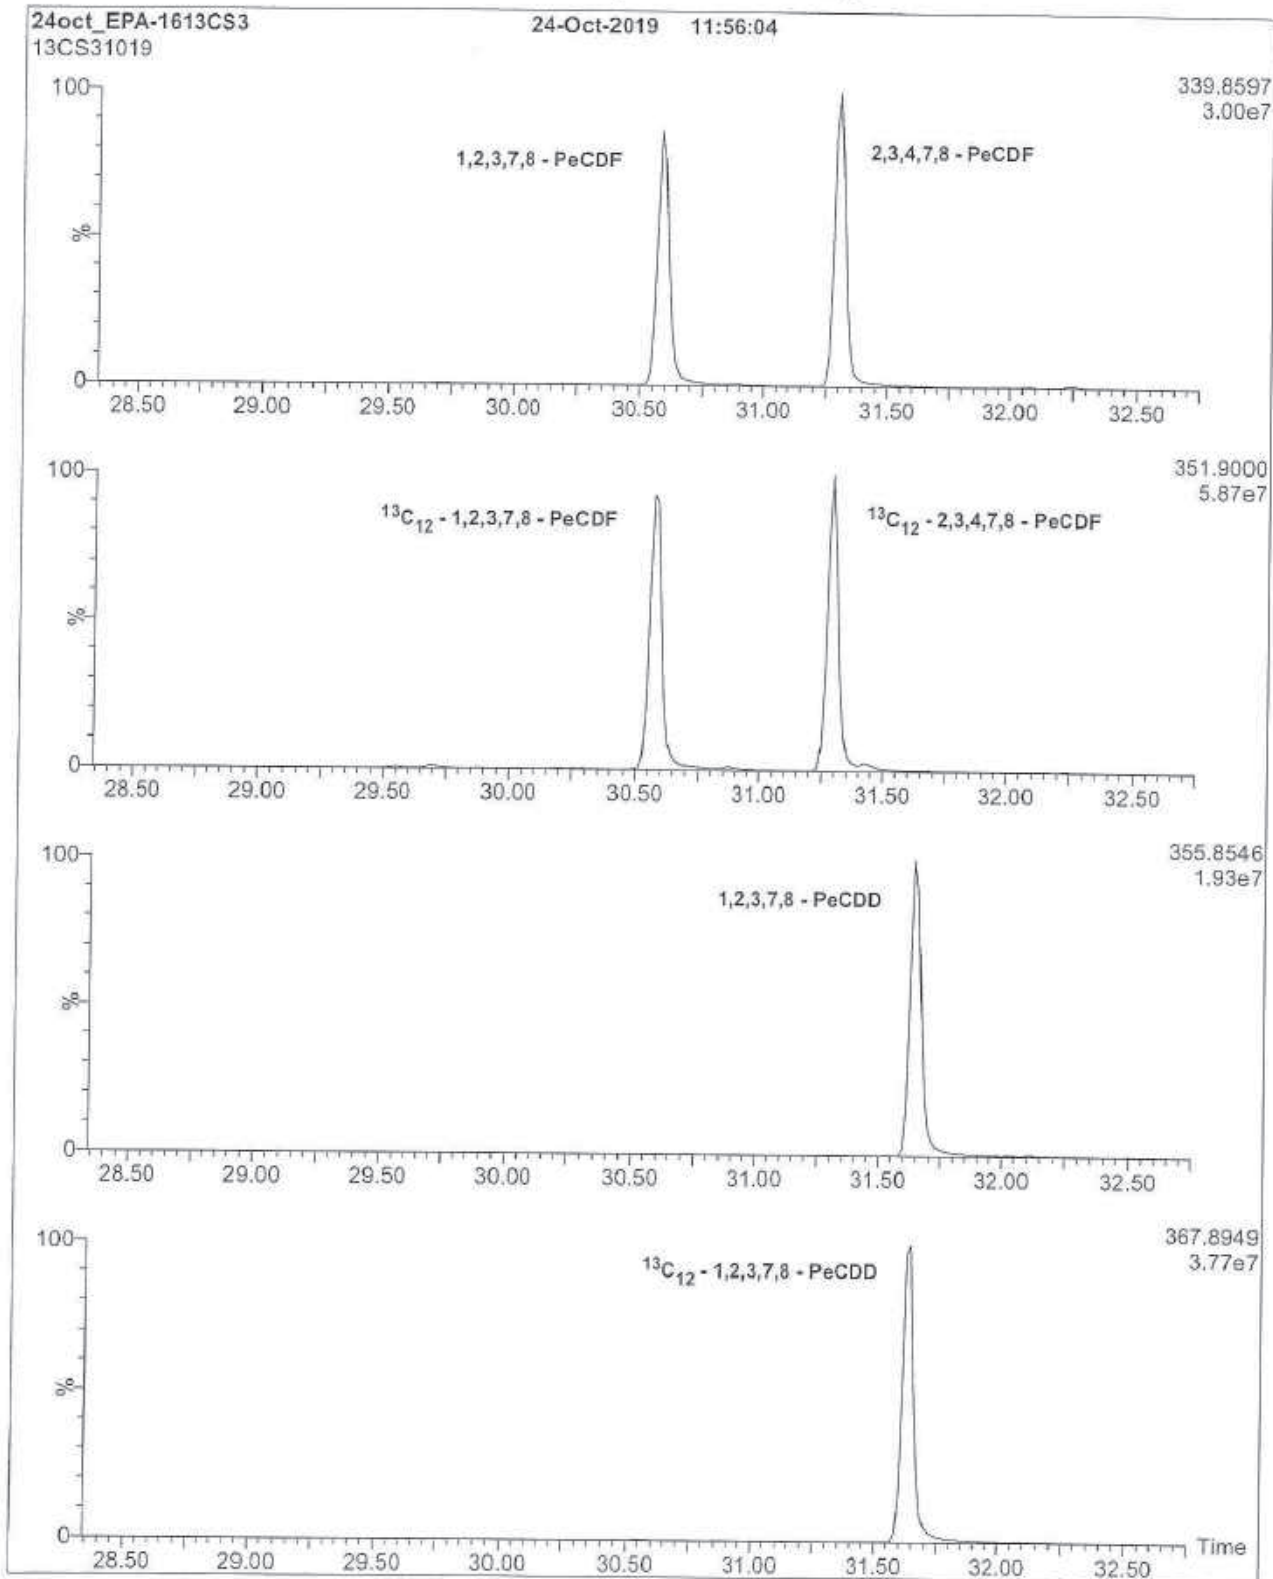 24oct_EPA-1613CS3 24-Oct-2019 11:56:04
13CS31019
339.8597
3.00e7
100
%
0
1,2,3,7,8 - PeCDF 2,3,4,7,8 - PeCDF
28.50 29.00 29.50 30.00 30.50 31.00 31.50 32.00 32.50
351.9000
5.87e7
100
%
0
¹³C₁₂ - 1,2,3,7,8 - PeCDF ¹³C₁₂ - 2,3,4,7,8 - PeCDF
28.50 29.00 29.50 30.00 30.50 31.00 31.50 32.00 32.50
355.8546
1.93e7
100
%
0
1,2,3,7,8 - PeCDD
28.50 29.00 29.50 30.00 30.50 31.00 31.50 32.00 32.50
367.8949
3.77e7
100
%
0
¹³C₁₂ - 1,2,3,7,8 - PeCDD
Time
28.50 29.00 29.50 30.00 30.50 31.00 31.50 32.00 32.50